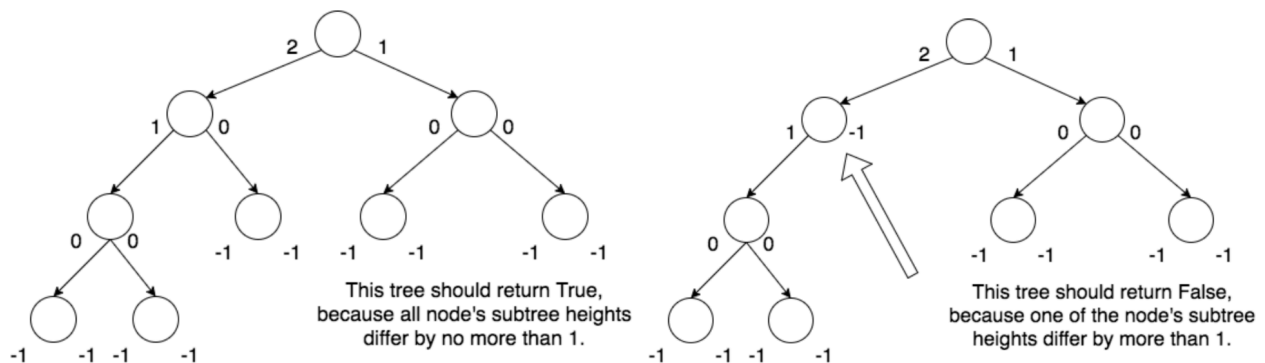 2 1
2 1
1 0
0 0
1 -1
0 0
0 0
-1 -1
-1 -1
-1 -1
0 0
-1 -1
-1 -1
This tree should return True,
because all node's subtree heights
differ by no more than 1.
This tree should return False,
because one of the node's subtree
heights differ by more than 1.
-1 -1 -1 -1
-1 -1 -1 -1